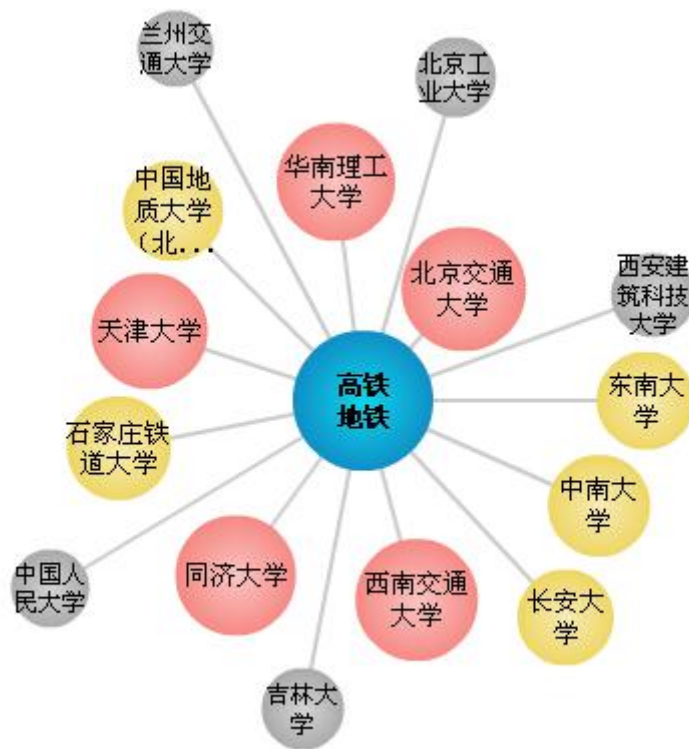 兰州交
通大学
北京工
业大学
华南理工
大学
中国地
质大学
（北...
北京交通
大学
西安建
筑科技
大学
天津大学
高铁
地铁
东南大
学
石家庄铁
道大学
中南大
学
中国人
民大学
同济大学
西南交通
大学
长安大
学
吉林大
学